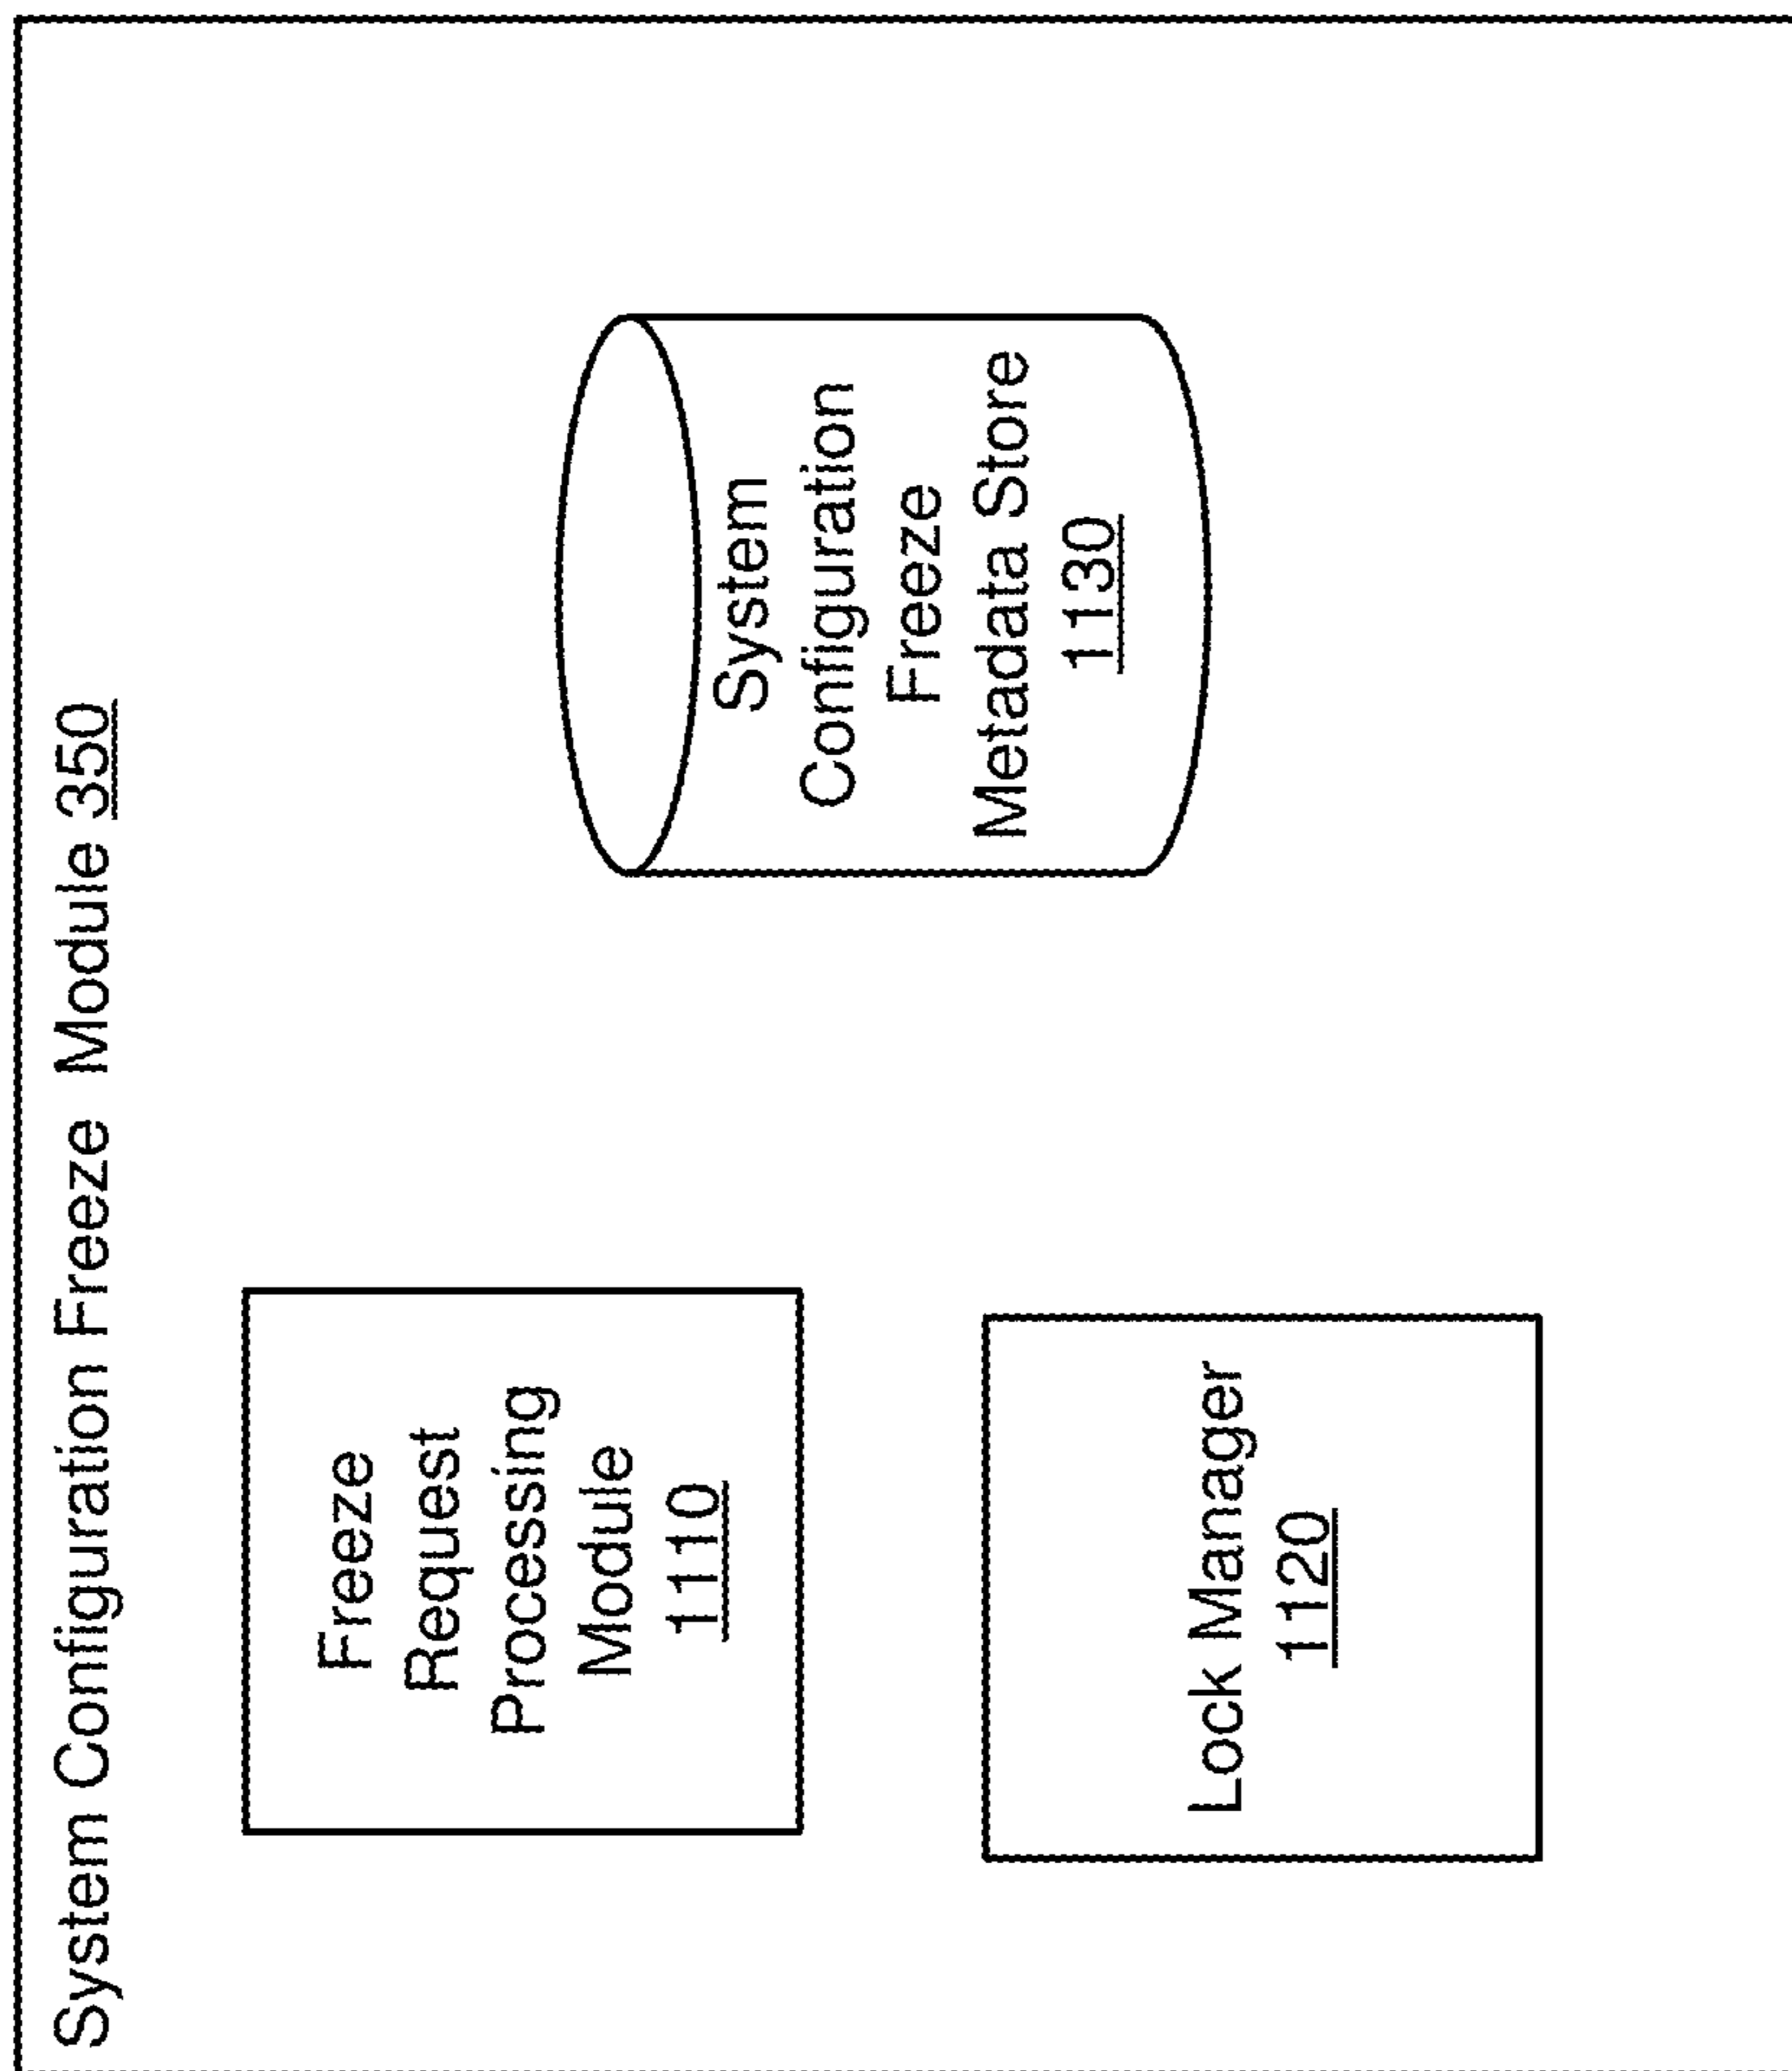 System Configuration Freeze Module 350
Freeze
Request
Processing
Module
1110
Lock Manager
1120
System
Configuration
Freeze
Metadata Store
1130